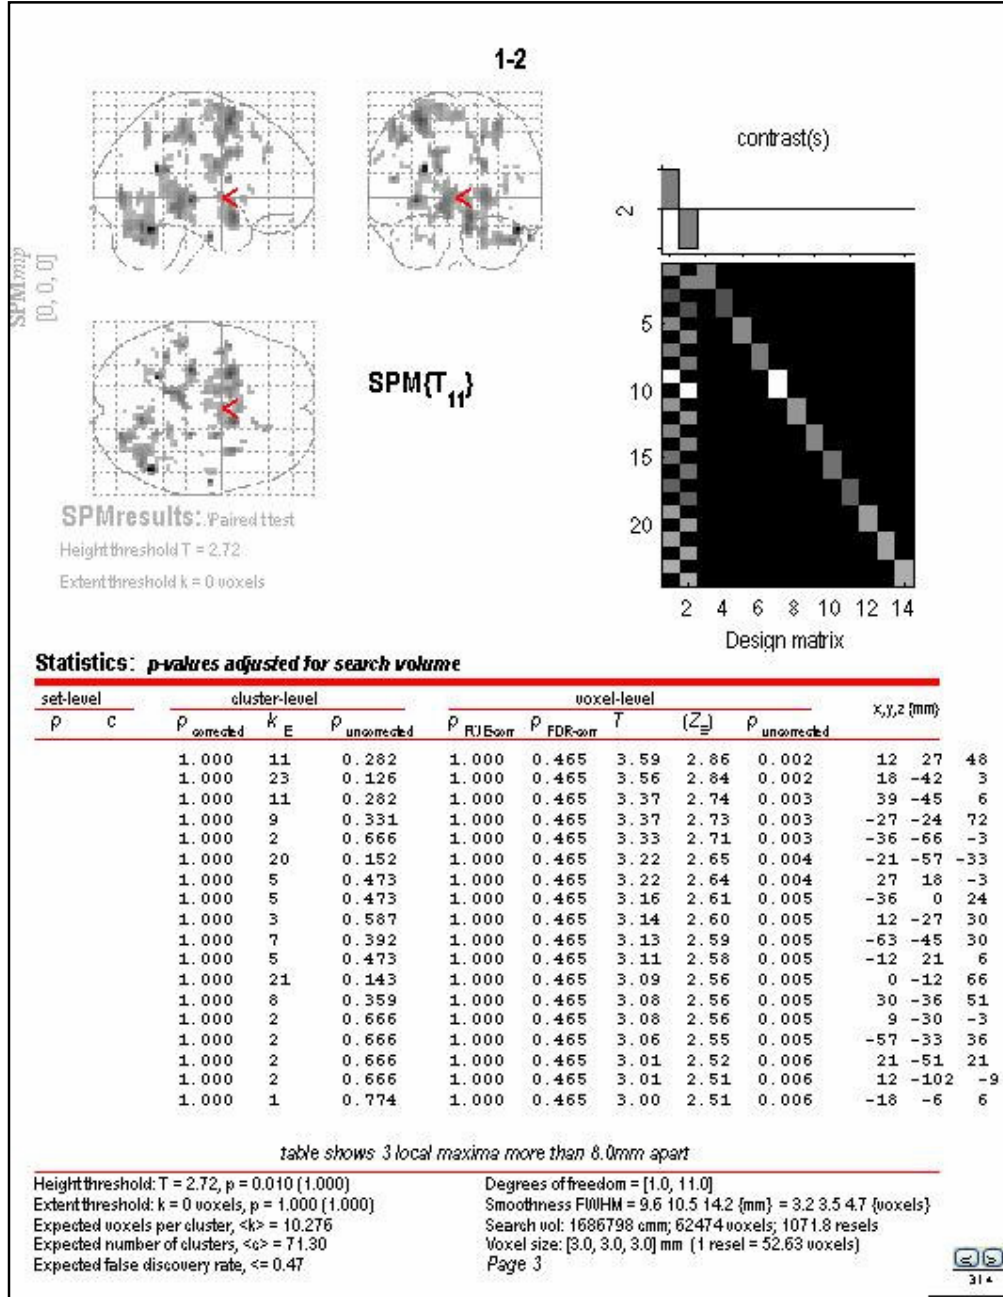 1-2
contrast(s)
2
SPMmip
[0, 0, 0]
SPM{T11}
5
10
15
20
2 4 6 8 10 12 14
Design matrix
SPMresults: .\Paired ttest
Height threshold T = 2.72
Extent threshold k = 0 voxels
Statistics: p-values adjusted for search volume
set-level cluster-level voxel-level x,y,z {mm}
p c p corrected k E p uncorrected p FWE-corr p FDR-corr T (Z≡) p uncorrected
1.000 11 0.282 1.000 0.465 3.59 2.86 0.002 12 27 48
1.000 23 0.126 1.000 0.465 3.56 2.84 0.002 18 -42 3
1.000 11 0.282 1.000 0.465 3.37 2.74 0.003 39 -45 6
1.000 9 0.331 1.000 0.465 3.37 2.73 0.003 -27 -24 72
1.000 2 0.666 1.000 0.465 3.33 2.71 0.003 -36 -66 -3
1.000 20 0.152 1.000 0.465 3.22 2.65 0.004 -21 -57 -33
1.000 5 0.473 1.000 0.465 3.22 2.64 0.004 27 18 -3
1.000 5 0.473 1.000 0.465 3.16 2.61 0.005 -36 0 24
1.000 3 0.587 1.000 0.465 3.14 2.60 0.005 12 -27 30
1.000 7 0.392 1.000 0.465 3.13 2.59 0.005 -63 -45 30
1.000 5 0.473 1.000 0.465 3.11 2.58 0.005 -12 21 6
1.000 21 0.143 1.000 0.465 3.09 2.56 0.005 0 -12 66
1.000 8 0.359 1.000 0.465 3.08 2.56 0.005 30 -36 51
1.000 2 0.666 1.000 0.465 3.08 2.56 0.005 9 -30 -3
1.000 2 0.666 1.000 0.465 3.06 2.55 0.005 -57 -33 36
1.000 2 0.666 1.000 0.465 3.01 2.52 0.006 21 -51 21
1.000 2 0.666 1.000 0.465 3.01 2.51 0.006 12 -102 -9
1.000 1 0.774 1.000 0.465 3.00 2.51 0.006 -18 -6 6
table shows 3 local maxima more than 8.0mm apart
Height threshold: T = 2.72, p = 0.010 (1.000)
Extent threshold: k = 0 voxels, p = 1.000 (1.000)
Expected voxels per cluster, <k> = 10.276
Expected number of clusters, <c> = 71.30
Expected false discovery rate, <= 0.47
Degrees of freedom = [1.0, 11.0]
Smoothness FWHM = 9.6 10.5 14.2 {mm} = 3.2 3.5 4.7 {voxels}
Search vol: 1686798 cmm; 62474 voxels; 1071.8 resels
Voxel size: [3.0, 3.0, 3.0] mm (1 resel = 52.63 voxels)
Page 3
< >
3/4